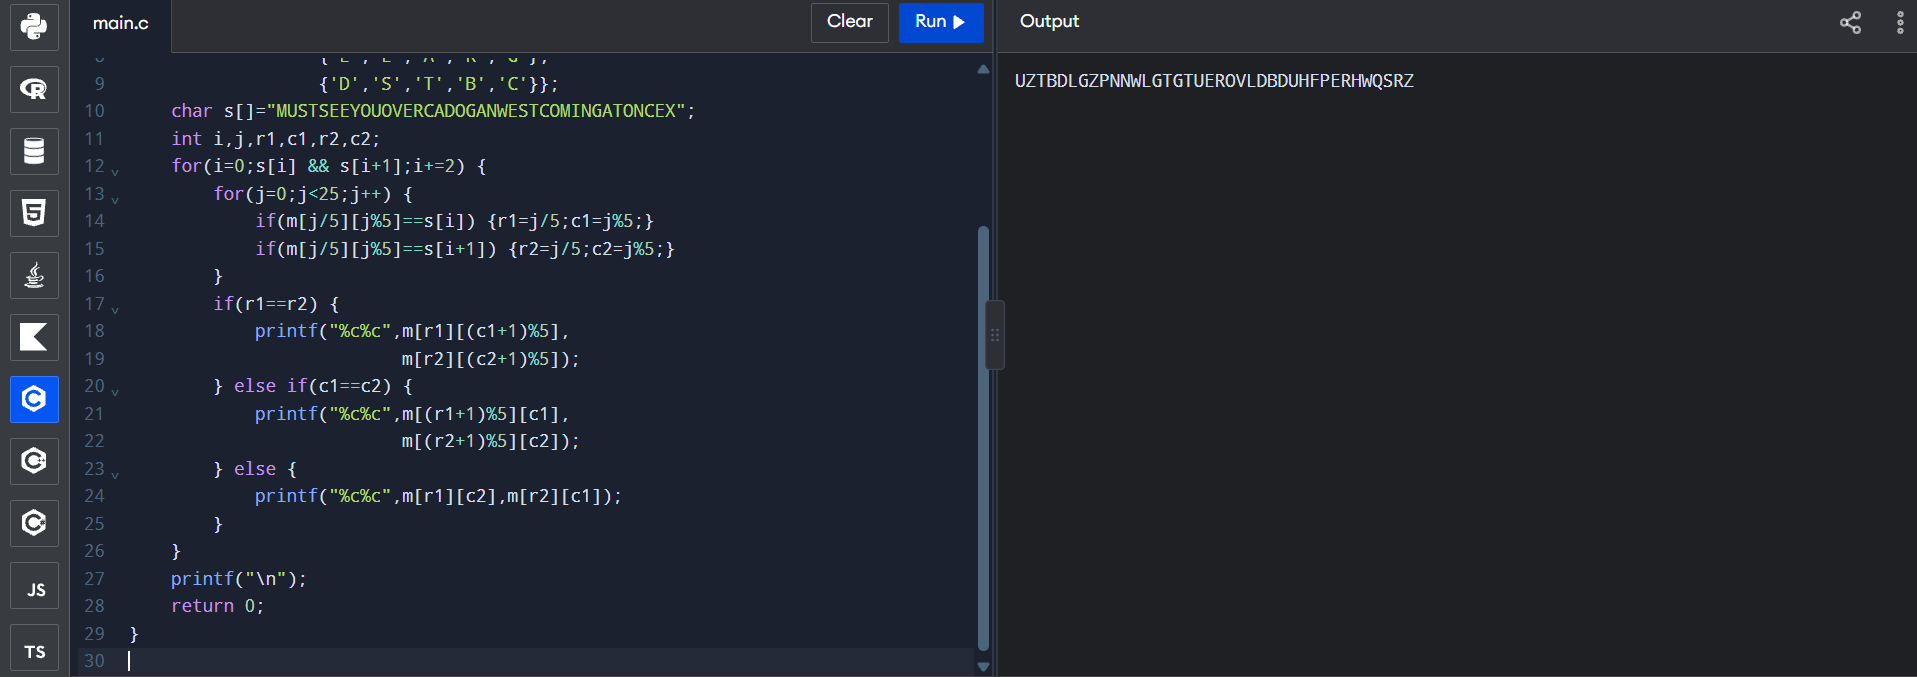 main.c
Clear
Run
Output
8 {'L','E','A','R','G'},
9 {'D','S','T','B','C'}};
10 char s[]="MUSTSEEYOUOVERCADOGANWESTCOMINGATONCEX";
11 int i,j,r1,c1,r2,c2;
12 for(i=0;s[i] && s[i+1];i+=2) {
13 for(j=0;j<25;j++) {
14 if(m[j/5][j%5]==s[i]) {r1=j/5;c1=j%5;}
15 if(m[j/5][j%5]==s[i+1]) {r2=j/5;c2=j%5;}
16 }
17 if(r1==r2) {
18 printf("%c%c",m[r1][(c1+1)%5],
19 m[r2][(c2+1)%5]);
20 } else if(c1==c2) {
21 printf("%c%c",m[(r1+1)%5][c1],
22 m[(r2+1)%5][c2]);
23 } else {
24 printf("%c%c",m[r1][c2],m[r2][c1]);
25 }
26 }
27 printf("\n");
28 return 0;
29 }
30
UZTBDLGZPNNWLGTGTUEROVLDBDUHFPERHWQSRZ
R
5
C
C
C
JS
TS